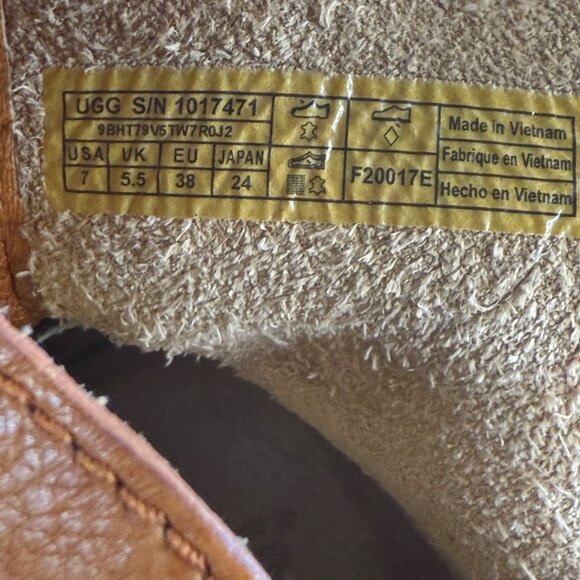 UGG S/N 1017471
9BHT79V5TW7R0J2
USA UK EU JAPAN
7 5.5 38 24
F20017E
Made in Vietnam
Fabrique en Vietnam
Hecho en Vietnam